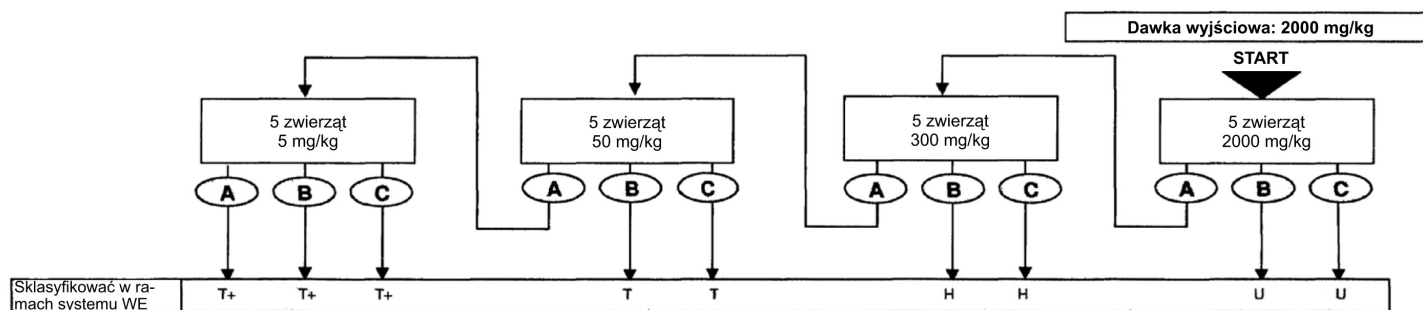 Dawka wyjściowa: 2000 mg/kg
START
5 zwierząt
5 mg/kg
5 zwierząt
50 mg/kg
5 zwierząt
300 mg/kg
5 zwierząt
2000 mg/kg
A B C A B C A B C A B C
Sklasyfikować w ra-
mach systemu WE
T+ T+ T+ T T H H U U